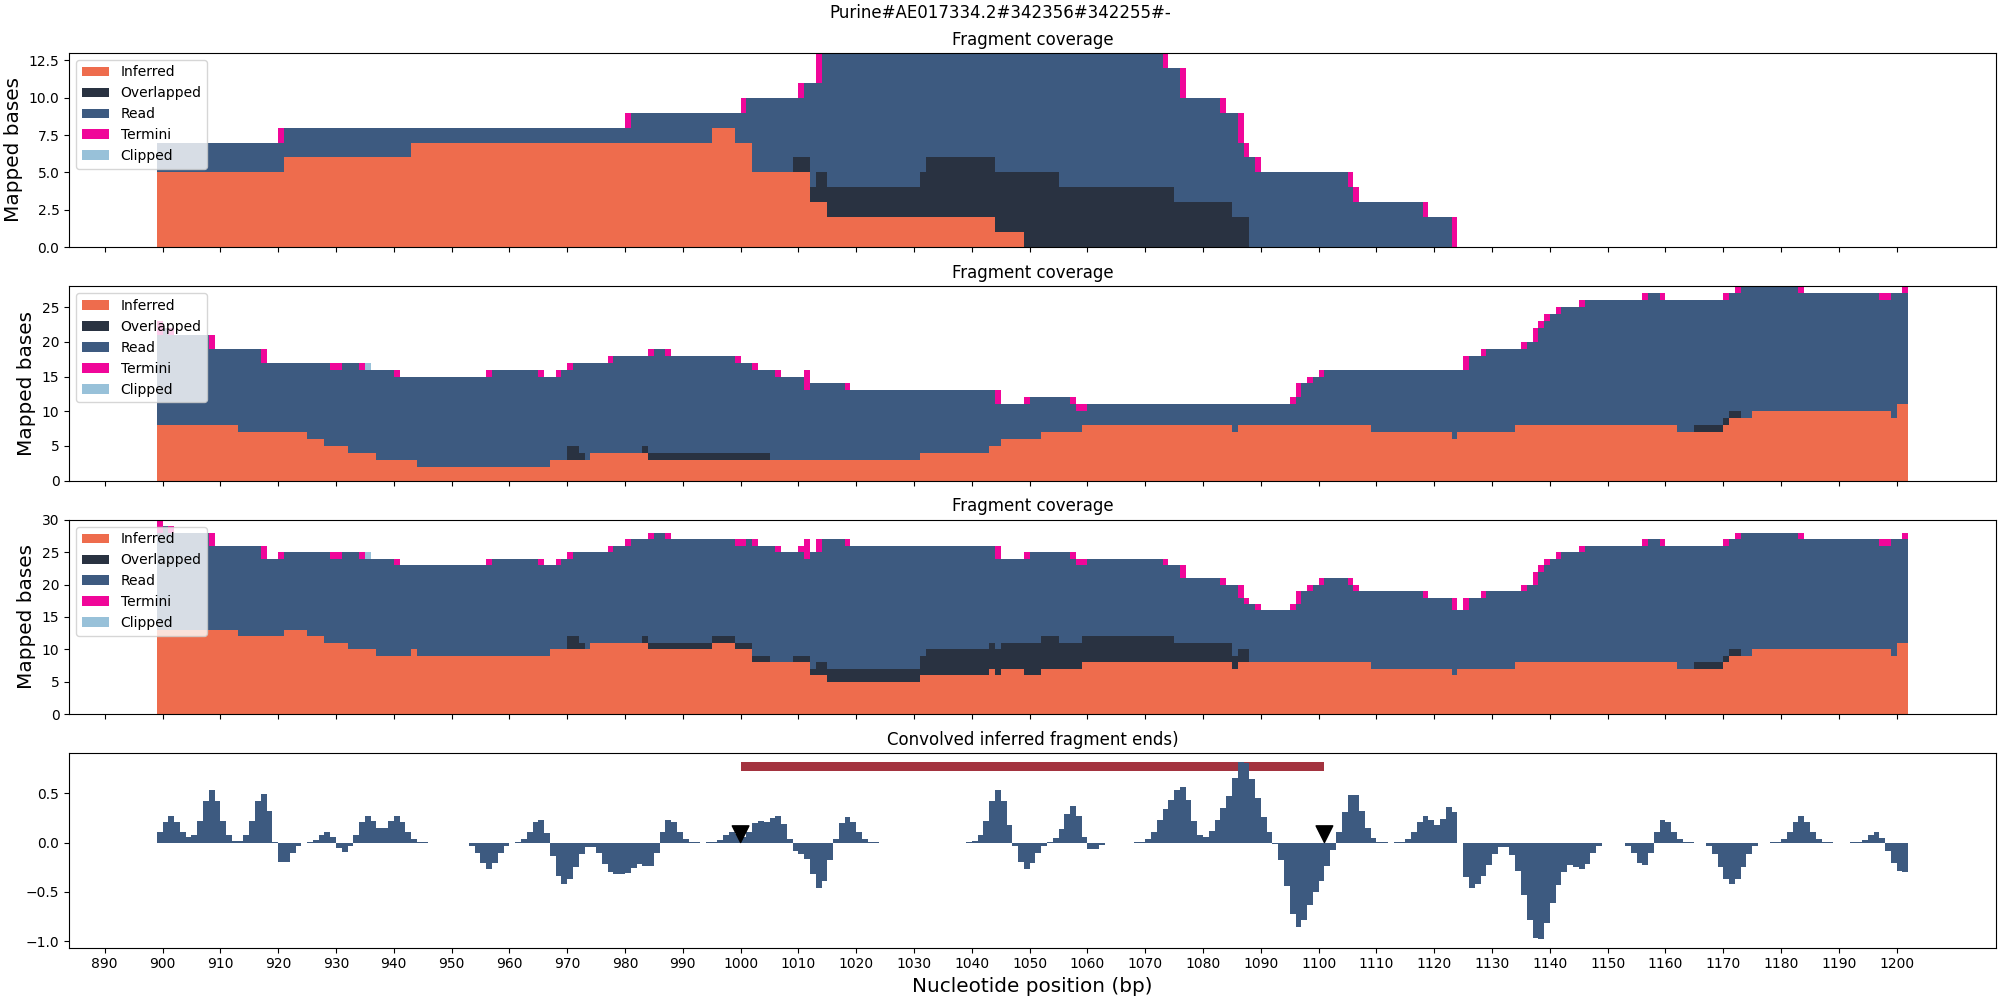 Purine#AE017334.2#342356#342255#-
Fragment coverage
Mapped bases
12.5
10.0
7.5
5.0
2.5
0.0
Inferred
Overlapped
Read
Termini
Clipped
Fragment coverage
Mapped bases
25
20
15
10
5
0
Inferred
Overlapped
Read
Termini
Clipped
Fragment coverage
Mapped bases
30
25
20
15
10
5
0
Inferred
Overlapped
Read
Termini
Clipped
Convolved inferred fragment ends)
0.5
0.0
−0.5
−1.0
890 900 910 920 930 940 950 960 970 980 990 1000 1010 1020 1030 1040 1050 1060 1070 1080 1090 1100 1110 1120 1130 1140 1150 1160 1170 1180 1190 1200
Nucleotide position (bp)